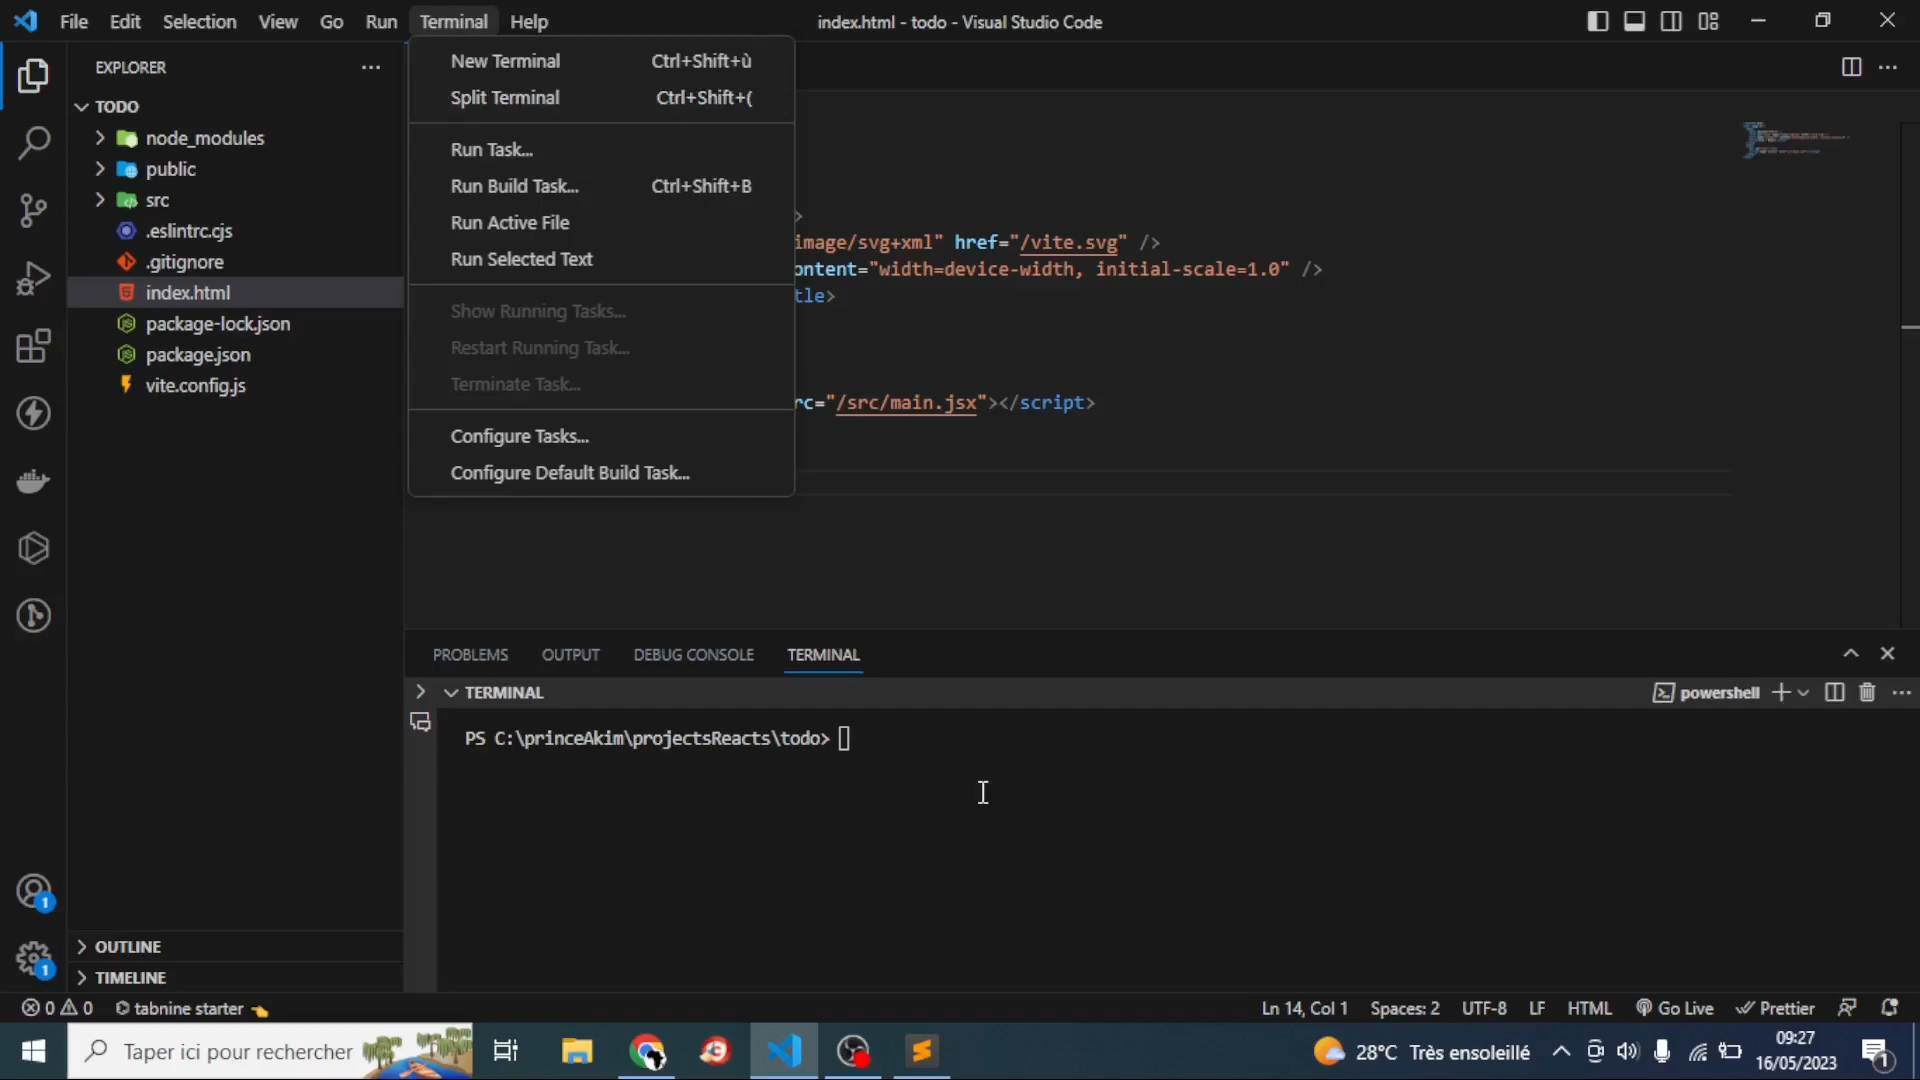 File Edit Selection View Go Run Terminal Help
index.html - todo - Visual Studio Code
EXPLORER
TODO
node_modules
public
src
.eslintrc.cjs
.gitignore
index.html
package-lock.json
package.json
vite.config.js
OUTLINE
TIMELINE
New Terminal Ctrl+Shift+ù
Split Terminal Ctrl+Shift+(
Run Task...
Run Build Task... Ctrl+Shift+B
Run Active File
Run Selected Text
Show Running Tasks...
Restart Running Task...
Terminate Task...
Configure Tasks...
Configure Default Build Task...
>
image/svg+xml" href="/vite.svg" />
ontent="width=device-width, initial-scale=1.0" />
tle>
rc="/src/main.jsx"></script>
PROBLEMS OUTPUT DEBUG CONSOLE TERMINAL
TERMINAL
powershell
PS C:\princeAkim\projectsReacts\todo>
1
1
0 0 tabnine starter
Ln 14, Col 1 Spaces: 2 UTF-8 LF HTML Go Live Prettier
Taper ici pour rechercher
28°C Très ensoleillé
09:27
16/05/2023
1